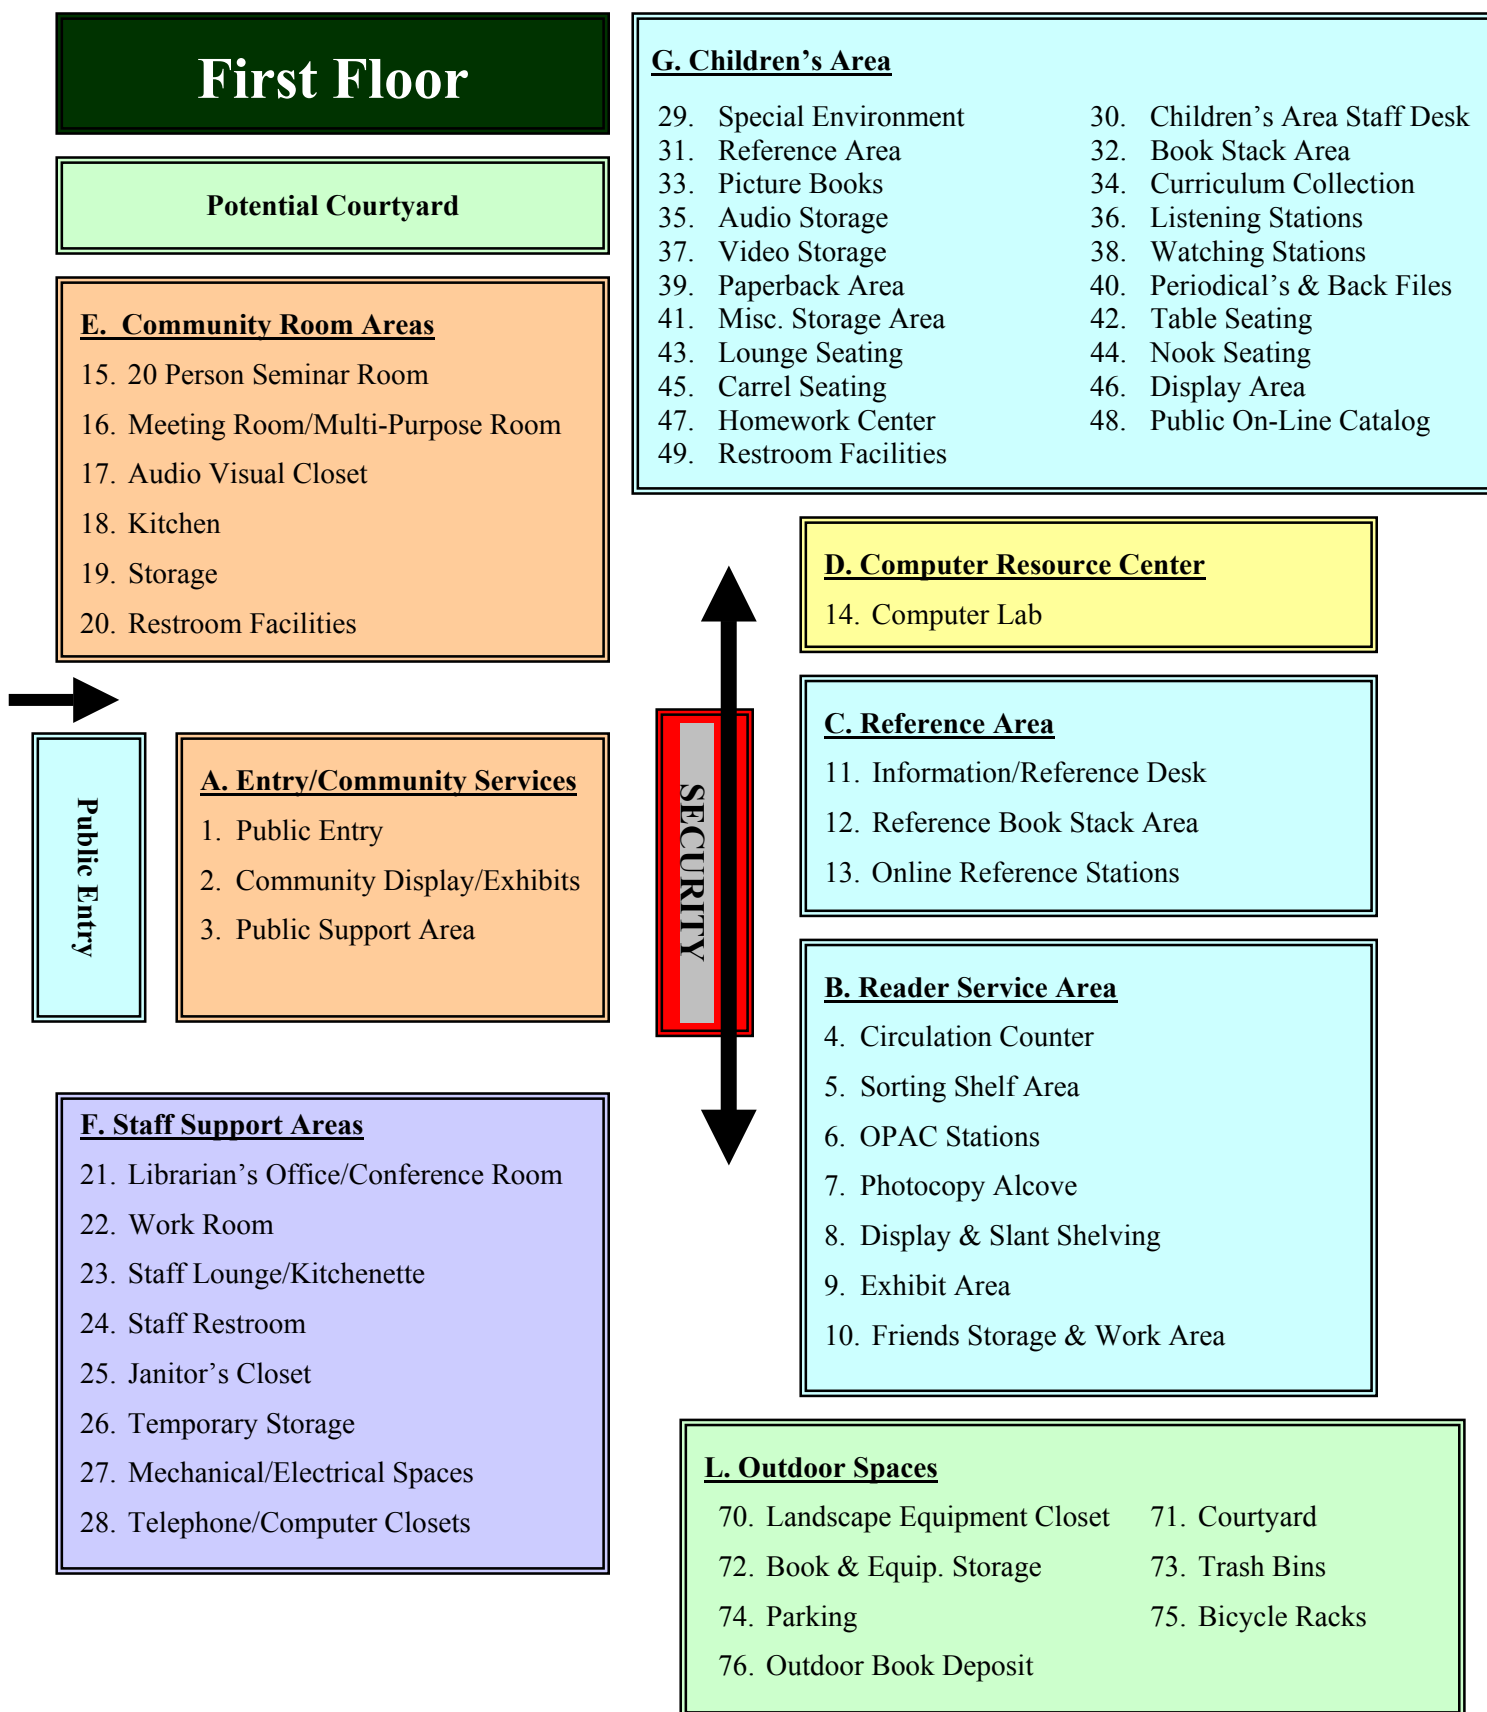 First Floor
Potential Courtyard
E. Community Room Areas
15. 20 Person Seminar Room
16. Meeting Room/Multi-Purpose Room
17. Audio Visual Closet
18. Kitchen
19. Storage
20. Restroom Facilities
Public Entry
A. Entry/Community Services
1. Public Entry
2. Community Display/Exhibits
3. Public Support Area
F. Staff Support Areas
21. Librarian’s Office/Conference Room
22. Work Room
23. Staff Lounge/Kitchenette
24. Staff Restroom
25. Janitor’s Closet
26. Temporary Storage
27. Mechanical/Electrical Spaces
28. Telephone/Computer Closets
G. Children’s Area
29. Special Environment 30. Children’s Area Staff Desk
31. Reference Area 32. Book Stack Area
33. Picture Books 34. Curriculum Collection
35. Audio Storage 36. Listening Stations
37. Video Storage 38. Watching Stations
39. Paperback Area 40. Periodical’s & Back Files
41. Misc. Storage Area 42. Table Seating
43. Lounge Seating 44. Nook Seating
45. Carrel Seating 46. Display Area
47. Homework Center 48. Public On-Line Catalog
49. Restroom Facilities
SECURITY
D. Computer Resource Center
14. Computer Lab
C. Reference Area
11. Information/Reference Desk
12. Reference Book Stack Area
13. Online Reference Stations
B. Reader Service Area
4. Circulation Counter
5. Sorting Shelf Area
6. OPAC Stations
7. Photocopy Alcove
8. Display & Slant Shelving
9. Exhibit Area
10. Friends Storage & Work Area
L. Outdoor Spaces
70. Landscape Equipment Closet 71. Courtyard
72. Book & Equip. Storage 73. Trash Bins
74. Parking 75. Bicycle Racks
76. Outdoor Book Deposit